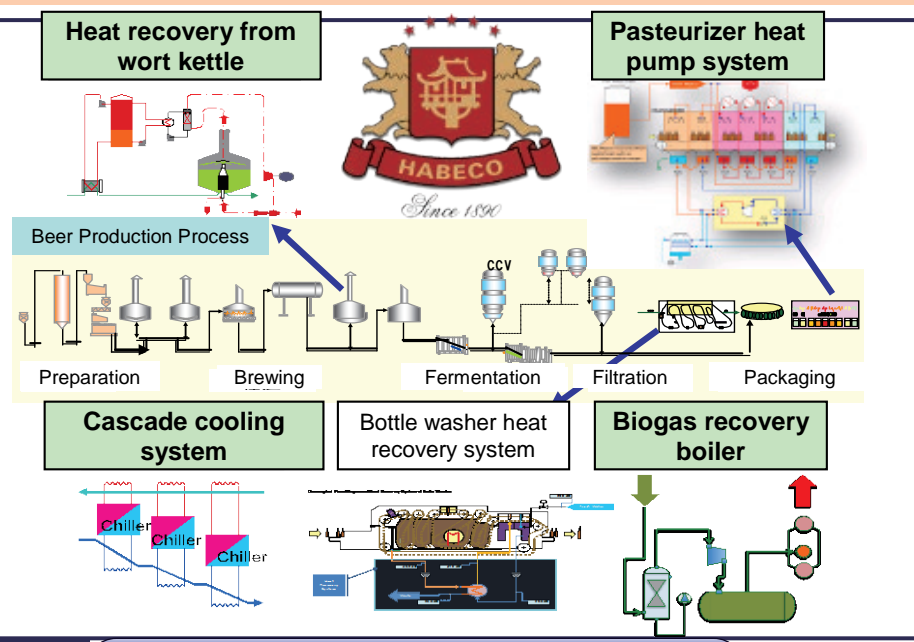 Heat recovery from
wort kettle
Pasteurizer heat
pump system
HABECO
Since 1890
Beer Production Process
CCV
Preparation
Brewing
Fermentation
Filtration
Packaging
Cascade cooling
system
Bottle washer heat
recovery system
Biogas recovery
boiler
Chiller
Chiller
Chiller
M